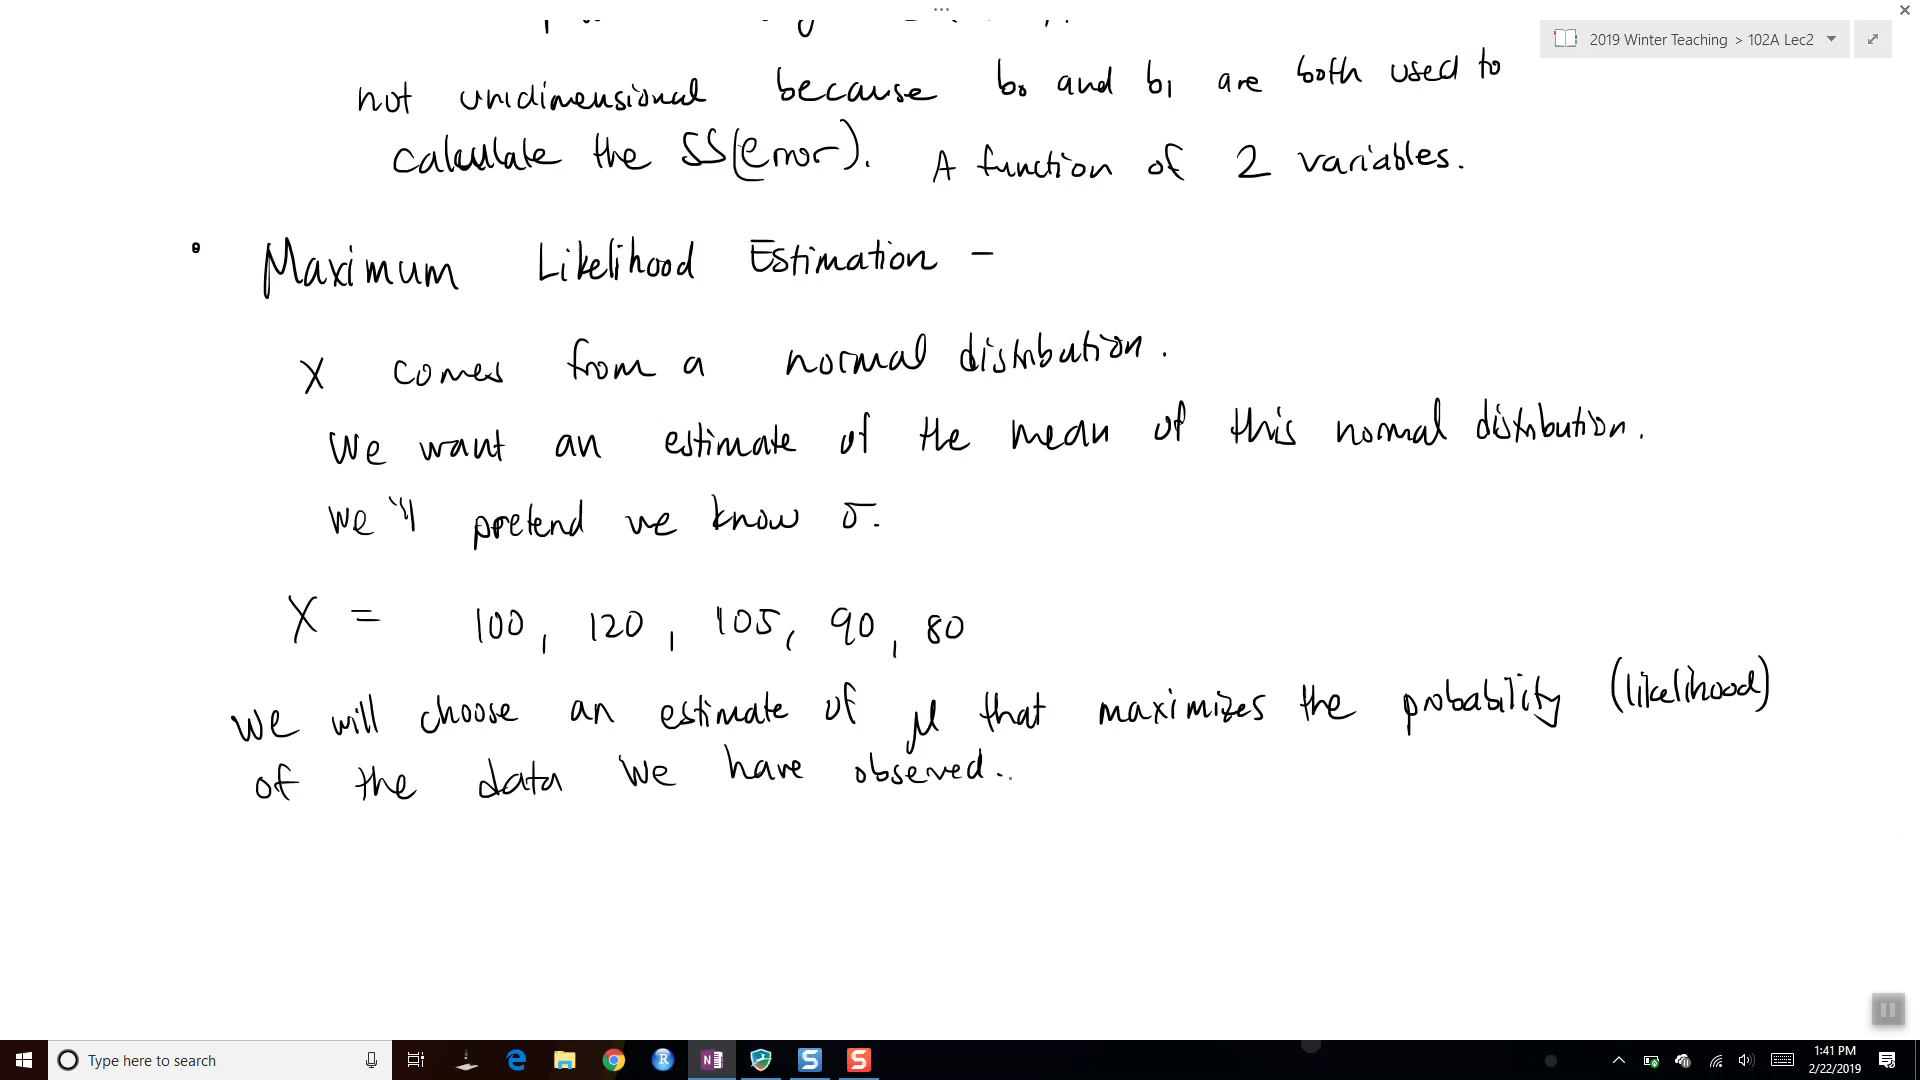 2019 Winter Teaching > 102A Lec2
not unidimensional because b₀ and b₁ are both used to
calculate the SS(error). A function of 2 variables.
• Maximum Likelihood Estimation –
X comes from a normal distribution.
We want an estimate of the mean of this normal distribution.
We'll pretend we know σ.
X = 100, 120, 105, 90, 80
We will choose an estimate of μ that maximizes the probability (likelihood)
of the data we have observed..
Type here to search
1:41 PM
2/22/2019